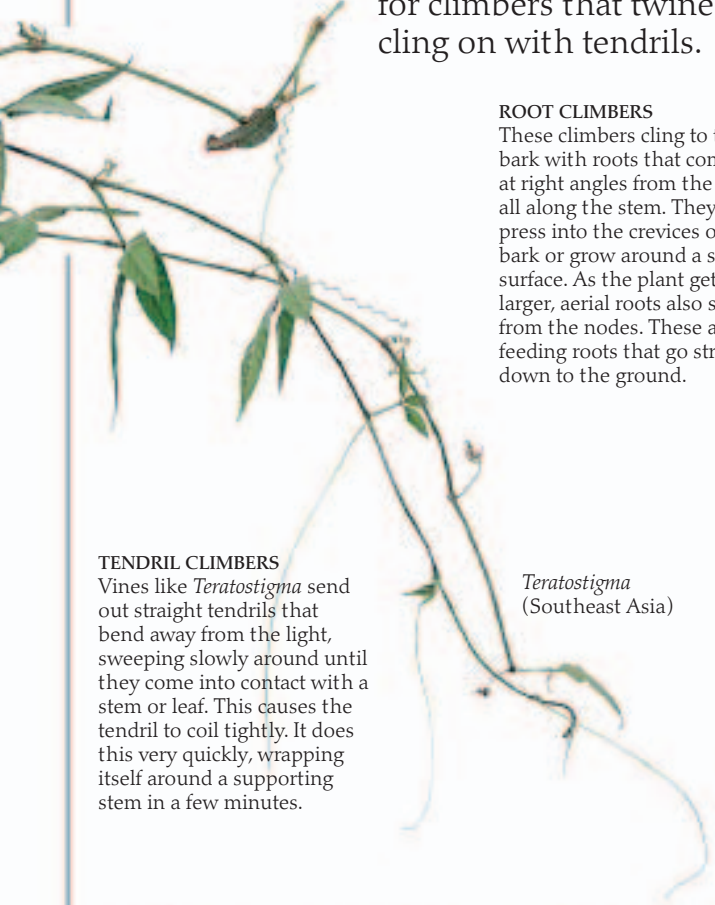 for climbers that twine
cling on with tendrils.
ROOT CLIMBERS
These climbers cling to
bark with roots that
at right angles from the
all along the stem. They
press into the crevices
bark or grow around a
surface. As the plant
larger, aerial roots also
from the nodes. These
feeding roots that go
down to the ground.
TENDRIL CLIMBERS
Vines like Teratostigma send
out straight tendrils that
bend away from the light,
sweeping slowly around until
they come into contact with a
stem or leaf. This causes the
tendril to coil tightly. It does
this very quickly, wrapping
itself around a supporting
stem in a few minutes.
Teratostigma
(Southeast Asia)